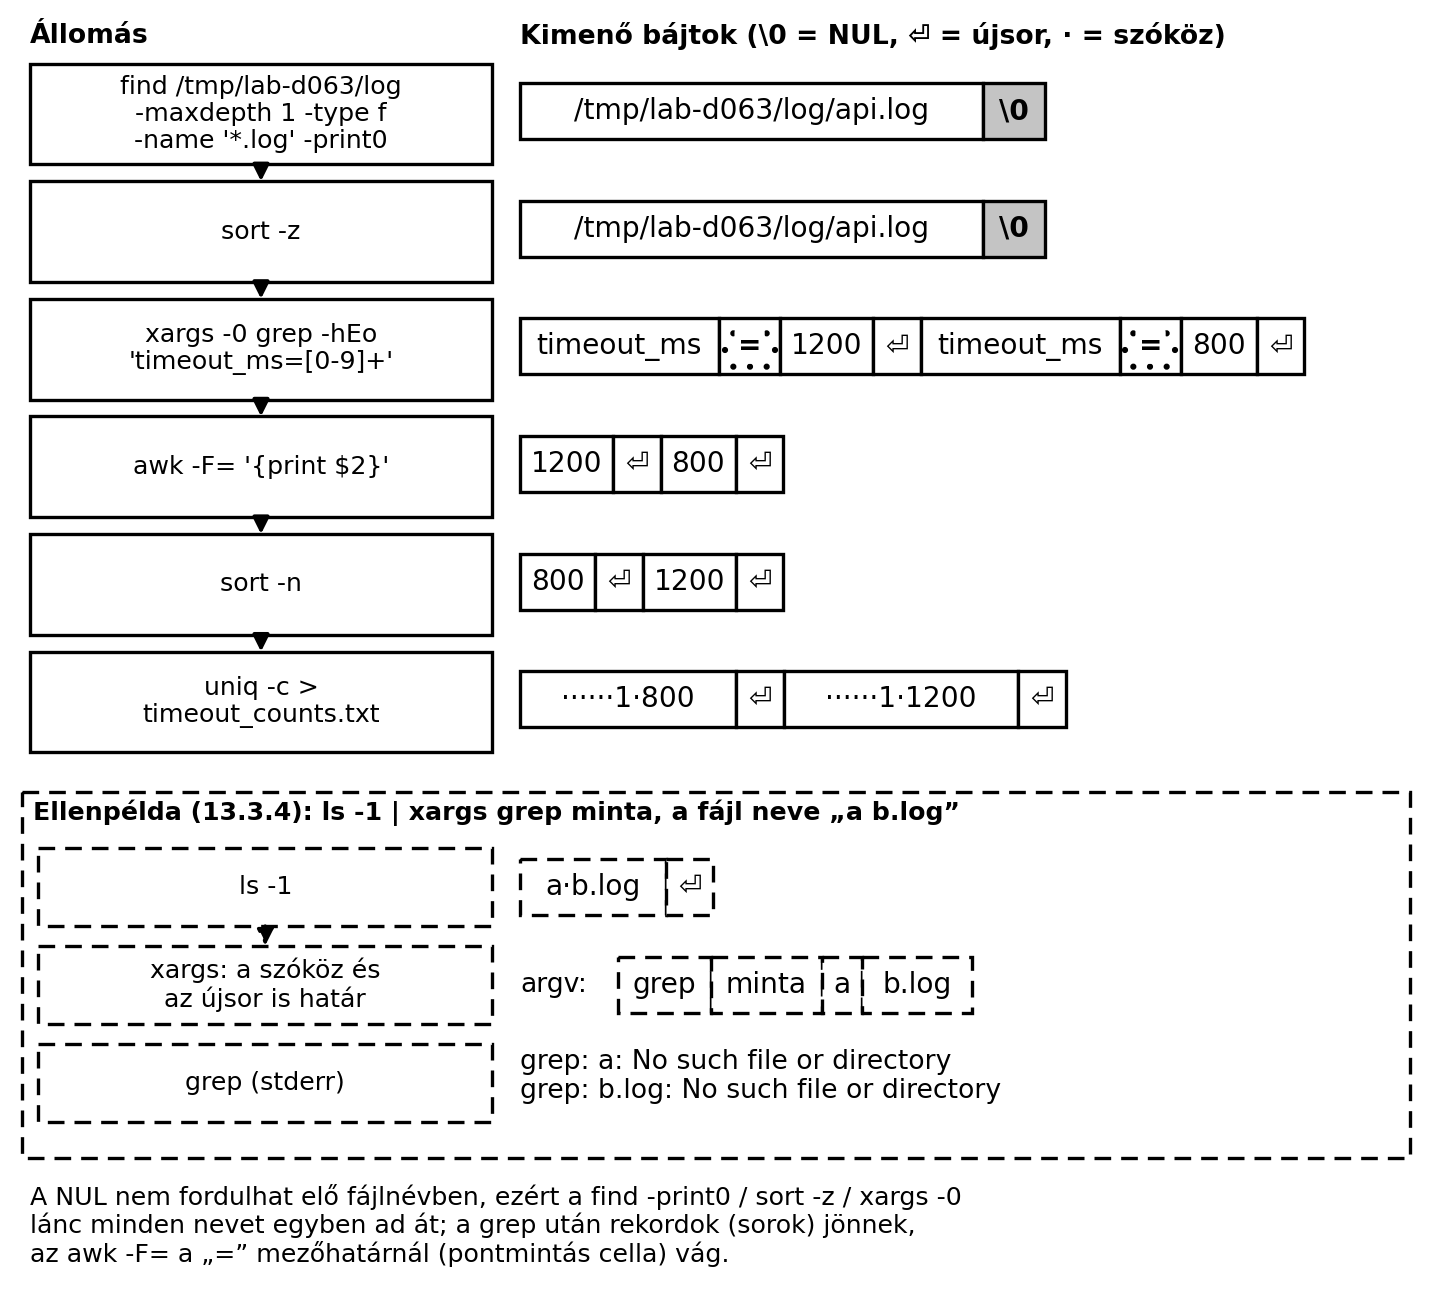 Állomás
Kimenő bájtok (\0 = NUL, ⏎ = újsor, · = szóköz)
find /tmp/lab-d063/log
-maxdepth 1 -type f
-name '*.log' -print0
/tmp/lab-d063/log/api.log \0
sort -z
/tmp/lab-d063/log/api.log \0
xargs -0 grep -hEo
'timeout_ms=[0-9]+'
timeout_ms = 1200 ⏎ timeout_ms = 800 ⏎
awk -F= '{print $2}'
1200 ⏎ 800 ⏎
sort -n
800 ⏎ 1200 ⏎
uniq -c >
timeout_counts.txt
······1·800 ⏎ ······1·1200 ⏎
Ellenpélda (13.3.4): ls -1 | xargs grep minta, a fájl neve „a b.log”
ls -1
a·b.log ⏎
xargs: a szóköz és
az újsor is határ
argv: grep minta a b.log
grep (stderr)
grep: a: No such file or directory
grep: b.log: No such file or directory
A NUL nem fordulhat elő fájlnévben, ezért a find -print0 / sort -z / xargs -0
lánc minden nevet egyben ad át; a grep után rekordok (sorok) jönnek,
az awk -F= a „=” mezőhatárnál (pontmintás cella) vág.